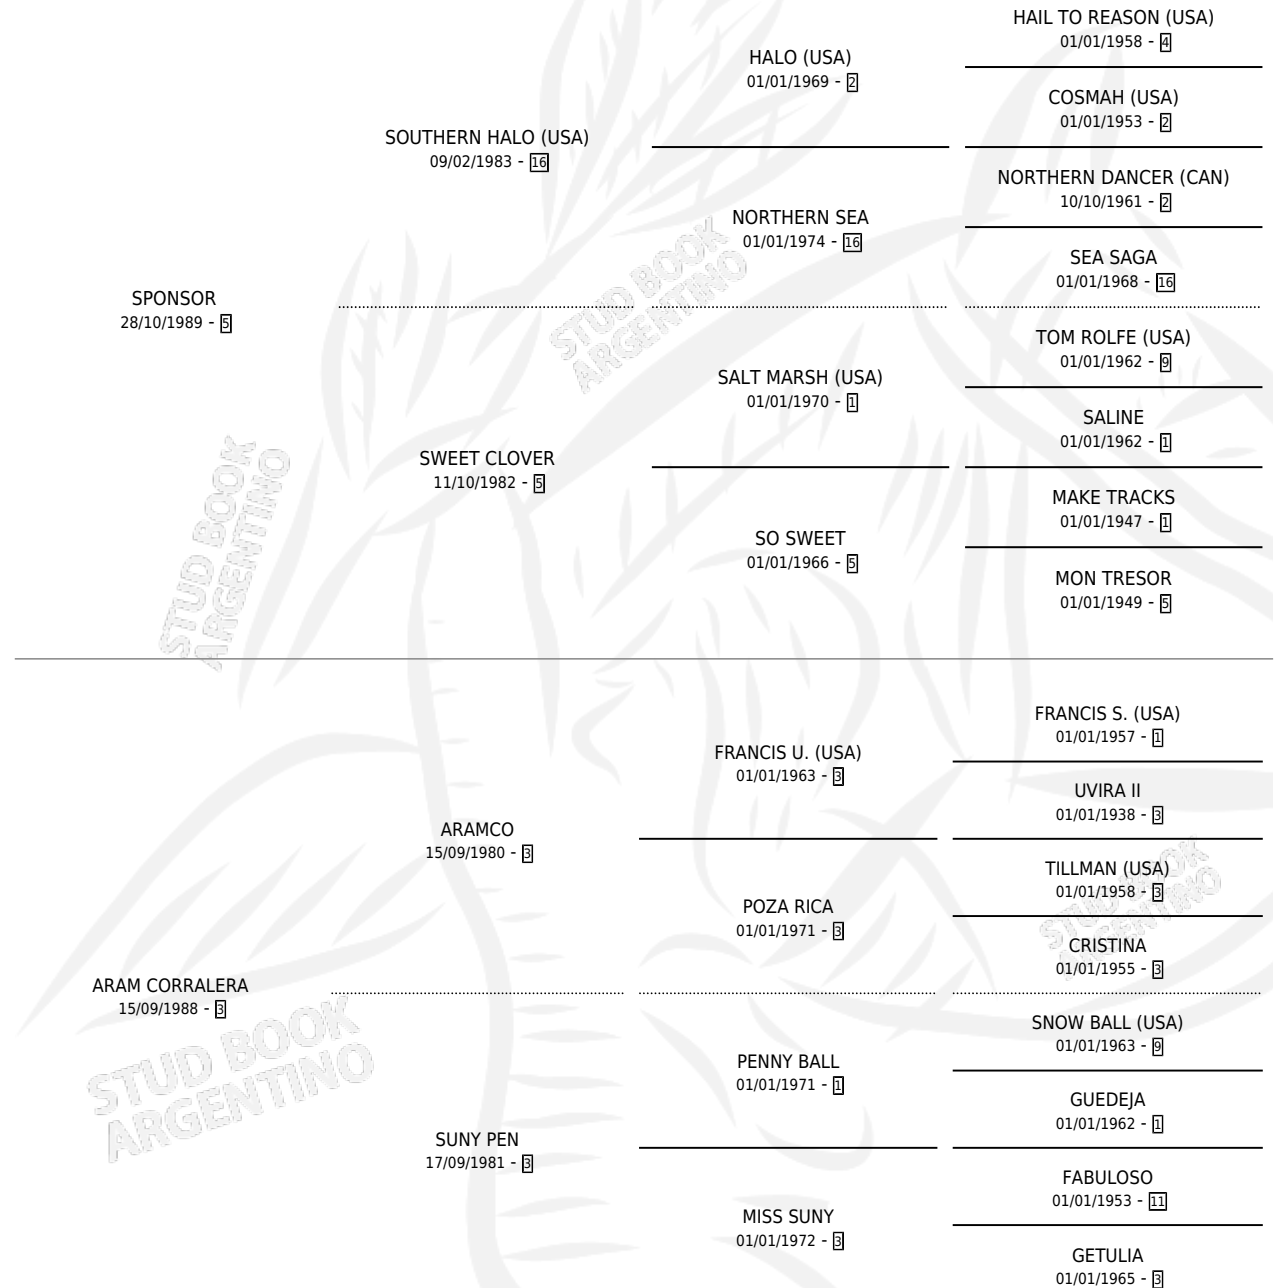 HAIL TO REASON (USA)
01/01/1958 - 4
HALO (USA)
01/01/1969 - 2
COSMAH (USA)
01/01/1953 - 2
SOUTHERN HALO (USA)
09/02/1983 - 16
NORTHERN DANCER (CAN)
10/10/1961 - 2
NORTHERN SEA
01/01/1974 - 16
SEA SAGA
01/01/1968 - 16
SPONSOR
28/10/1989 - 5
STUD BOOK
ARGENTINO
TOM ROLFE (USA)
01/01/1962 - 9
SALT MARSH (USA)
01/01/1970 - 1
SALINE
01/01/1962 - 1
SWEET CLOVER
11/10/1982 - 5
MAKE TRACKS
01/01/1947 - 1
SO SWEET
01/01/1966 - 5
MON TRESOR
01/01/1949 - 5
STUD BOOK
ARGENTINO
FRANCIS S. (USA)
01/01/1957 - 1
FRANCIS U. (USA)
01/01/1963 - 3
UVIRA II
01/01/1938 - 3
ARAMCO
15/09/1980 - 3
TILLMAN (USA)
01/01/1958 - 3
POZA RICA
01/01/1971 - 3
STUD BOOK
ARGENTINO
CRISTINA
01/01/1955 - 3
ARAM CORRALERA
15/09/1988 - 3
STUD BOOK
ARGENTINO
SNOW BALL (USA)
01/01/1963 - 9
PENNY BALL
01/01/1971 - 1
GUEDEJA
01/01/1962 - 1
SUNY PEN
17/09/1981 - 3
FABULOSO
01/01/1953 - 11
MISS SUNY
01/01/1972 - 3
GETULIA
01/01/1965 - 3